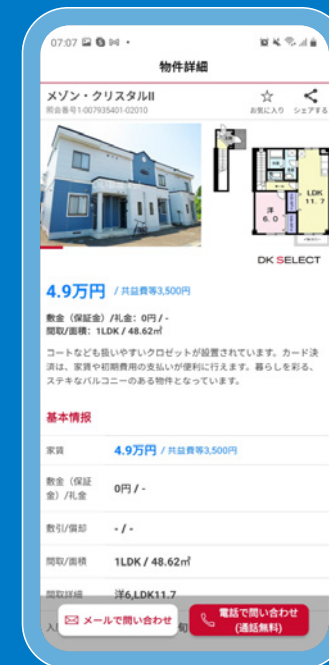 07:07
物件詳細
メゾン・クリスタルII
照会番号1-007935401-02010
お気に入り シェアする
LDK
11.7
洋
6.0
DK SELECT
4.9万円 / 共益費等3,500円
敷金（保証金）/礼金：0円 / -
間取/面積：1LDK / 48.62㎡
コートなども扱いやすいクロゼットが設置されています。カード決
済は、家賃や初期費用の支払いが便利に行えます。暮らしを彩る、
ステキなバルコニーのある物件となっています。
基本情報
家賃 4.9万円 / 共益費等3,500円
敷金（保証
金）/礼金 0円 / -
敷引/償却 - / -
間取/面積 1LDK / 48.62㎡
間取詳細 洋6,LDK11.7
入 旬
メールで問い合わせ
電話で問い合わせ
(通話無料)